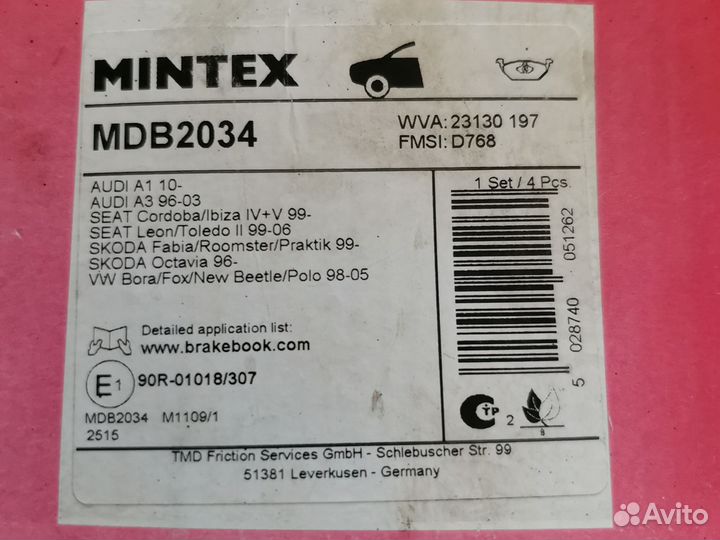 MINTEX
MDB2034
WVA: 23130 197
FMSI: D768
AUDI A1 10-
AUDI A3 96-03
SEAT Cordoba/Ibiza IV+V 99-
SEAT Leon/Toledo II 99-06
SKODA Fabia/Roomster/Praktik 99-
SKODA Octavia 96-
VW Bora/Fox/New Beetle/Polo 98-05
1 Set / 4 Pcs.
5 028740 051262
Detailed application list:
www.brakebook.com
E1 90R-01018/307
MDB2034 M1109/1
2515
CTP 2
B
TMD Friction Services GmbH - Schlebuscher Str. 99
51381 Leverkusen - Germany
Avito